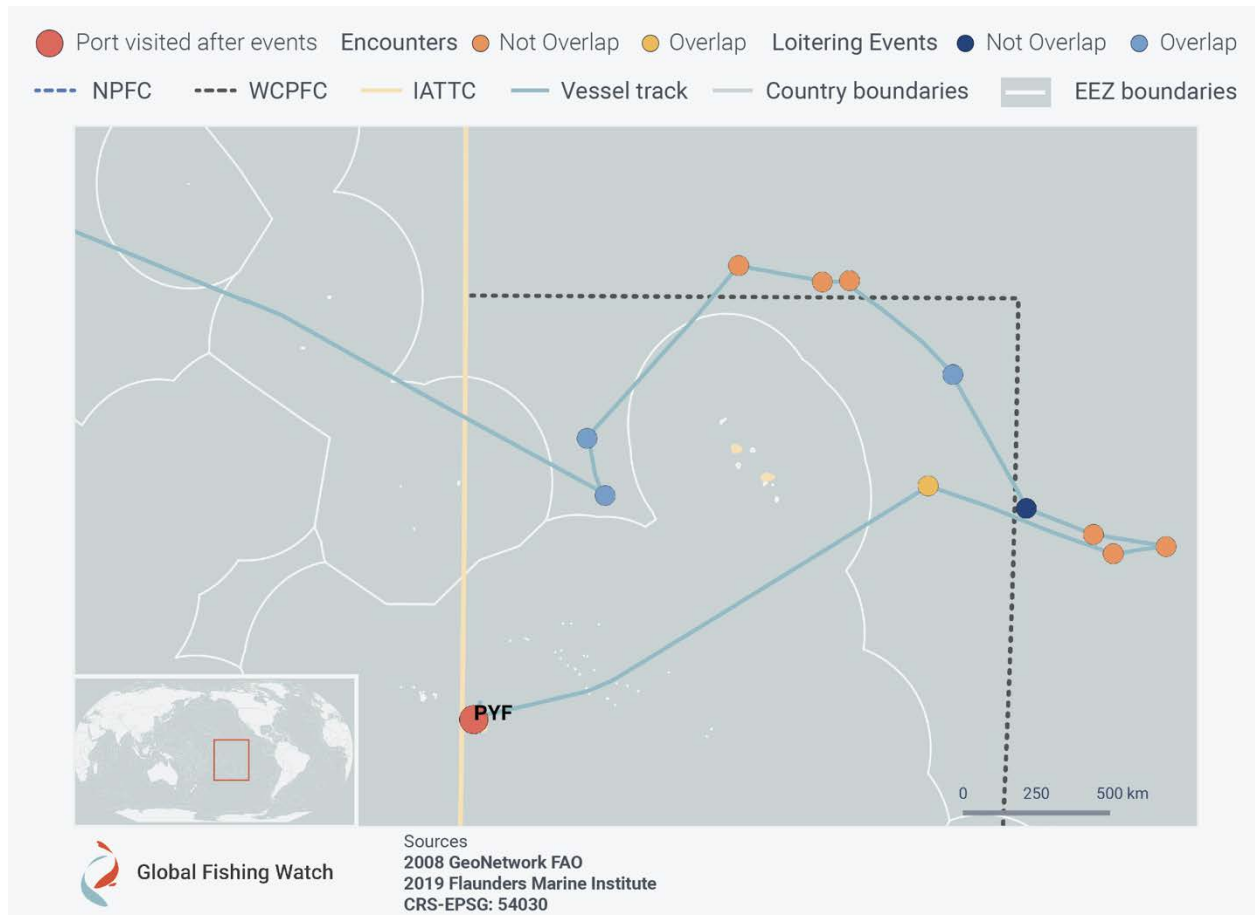 Port visited after events Encounters Not Overlap Overlap Loitering Events Not Overlap Overlap
NPFC WCPFC IATTC Vessel track Country boundaries EEZ boundaries
PYF
0 250 500 km
Global Fishing Watch
Sources
2008 GeoNetwork FAO
2019 Flaunders Marine Institute
CRS-EPSG: 54030